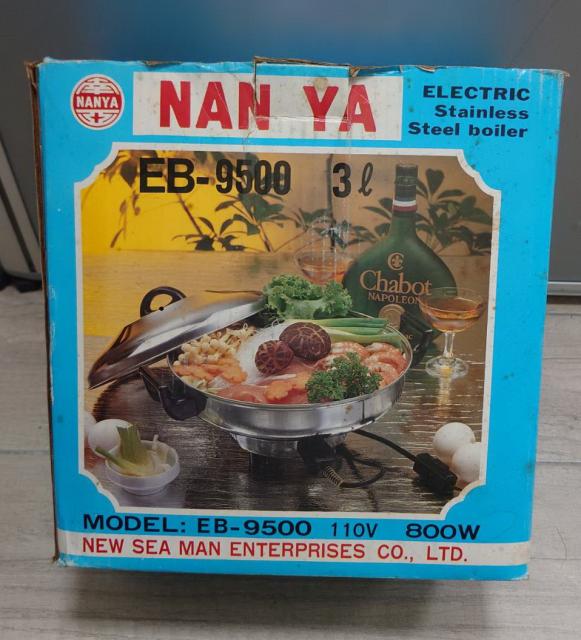 NANYA
NAN YA
ELECTRIC
Stainless
Steel boiler
EB-9500 3ℓ
Chabot
NAPOLEON
MODEL: EB-9500 110V 800W
NEW SEA MAN ENTERPRISES CO., LTD.